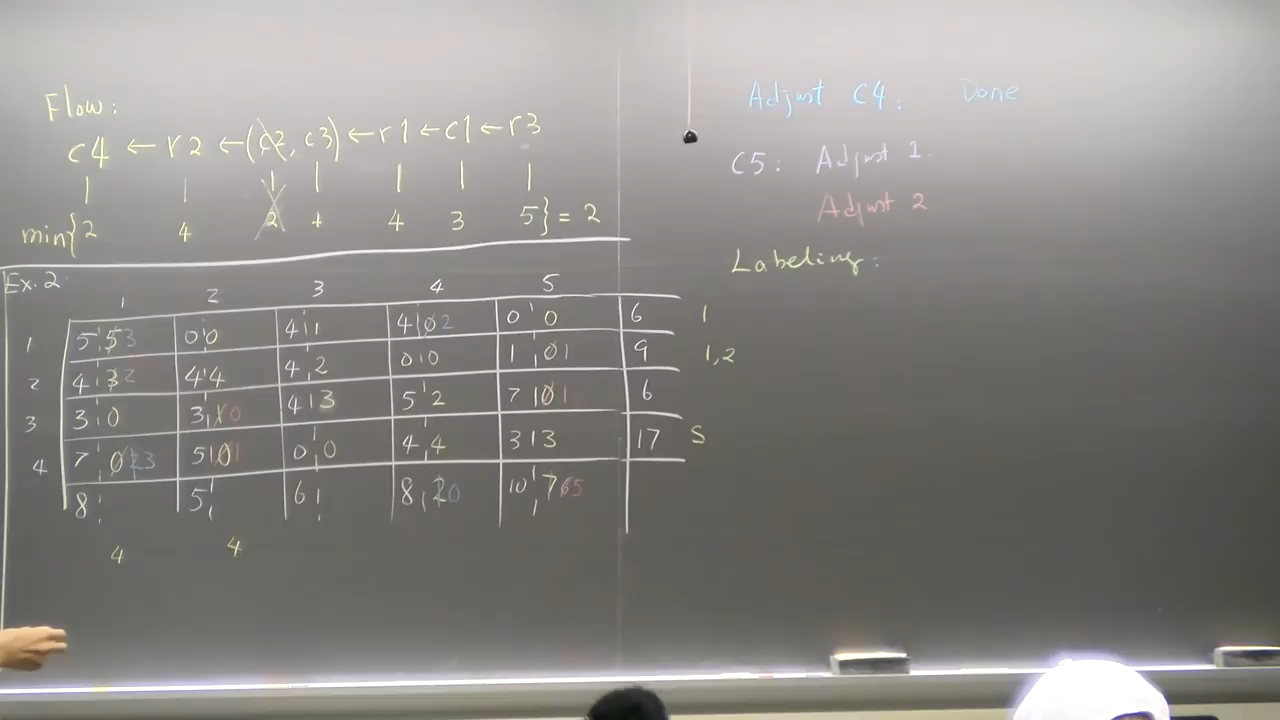 Flow:
c4 ← r2 ← (c2, c3) ← r1 ← c1 ← r3
min{2 4 2 4 4 3 5} = 2
Ex. 2
1 2 3 4 5
1 5 5 3 0 0 4 1 4 0 2 0 0 6 1
2 4 3 2 4 4 4 2 0 0 1 0 1 9 1,2
3 3 0 3 1 0 4 3 5 2 7 0 1 6
4 7 0 2 3 5 0 1 0 0 4 4 3 3 17 S
8 5 6 8 2 0 10 7 6 5
4 4
Adjust C4: Done
C5: Adjust 1.
Adjust 2
Labeling: